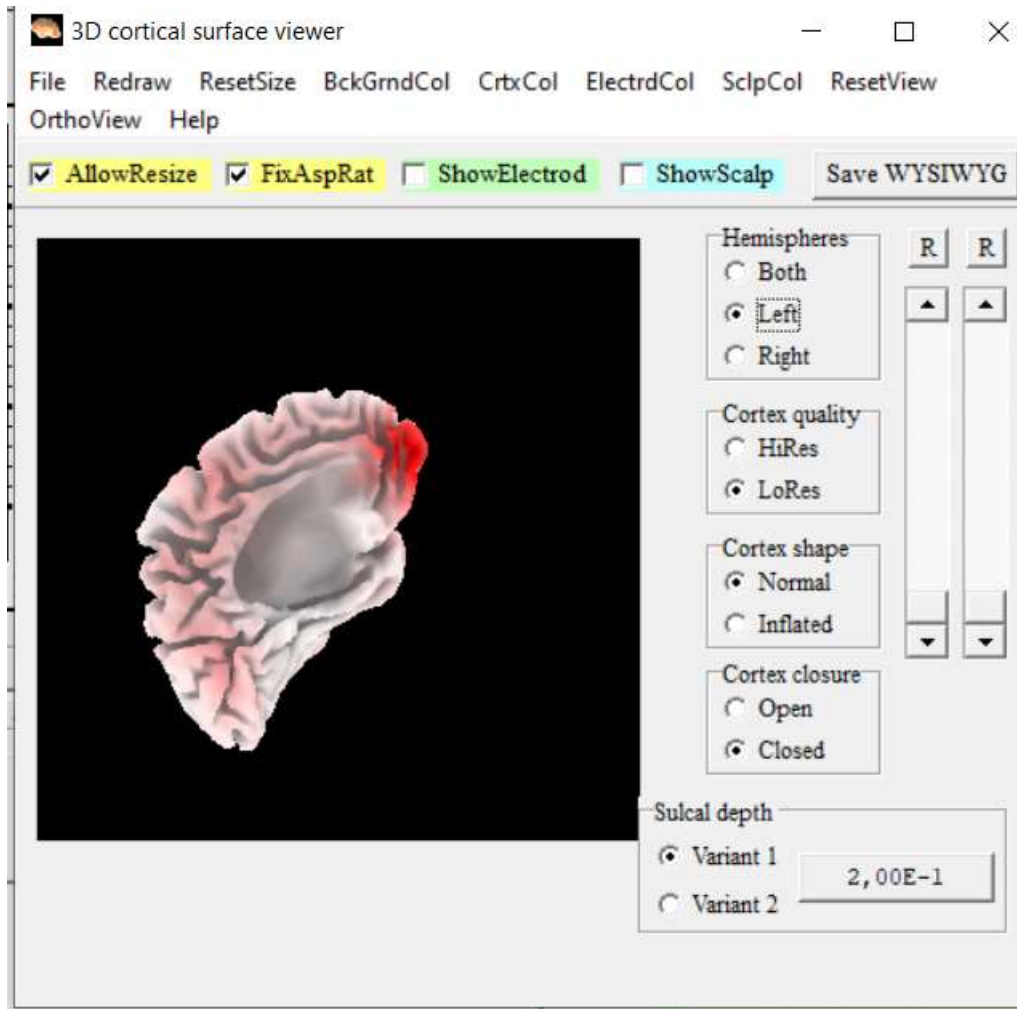 3D cortical surface viewer
File Redraw ResetSize BckGrndCol CrtxCol ElectrdCol SclpCol ResetView
OrthoView Help
AllowResize FixAspRat ShowElectrod ShowScalp Save WYSIWYG
Hemispheres
R R
Both
Left
Right
Cortex quality
HiRes
LoRes
Cortex shape
Normal
Inflated
Cortex closure
Open
Closed
Sulcal depth
Variant 1
2,00E-1
Variant 2